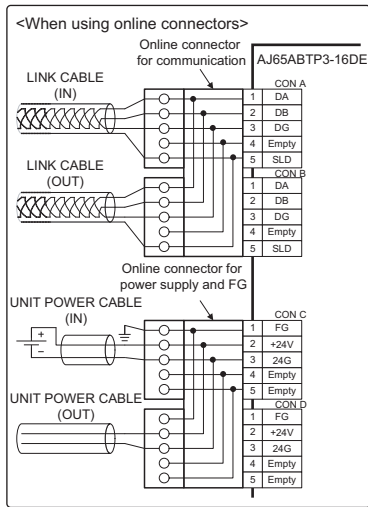 <When using online connectors>
Online connector
for communication
AJ65ABTP3-16DE
LINK CABLE
(IN)
CON A
1 DA
2 DB
3 DG
4 Empty
5 SLD
LINK CABLE
(OUT)
CON B
1 DA
2 DB
3 DG
4 Empty
5 SLD
Online connector for
power supply and FG
UNIT POWER CABLE
(IN)
+
−
CON C
1 FG
2 +24V
3 24G
4 Empty
5 Empty
UNIT POWER CABLE
(OUT)
CON D
1 FG
2 +24V
3 24G
4 Empty
5 Empty